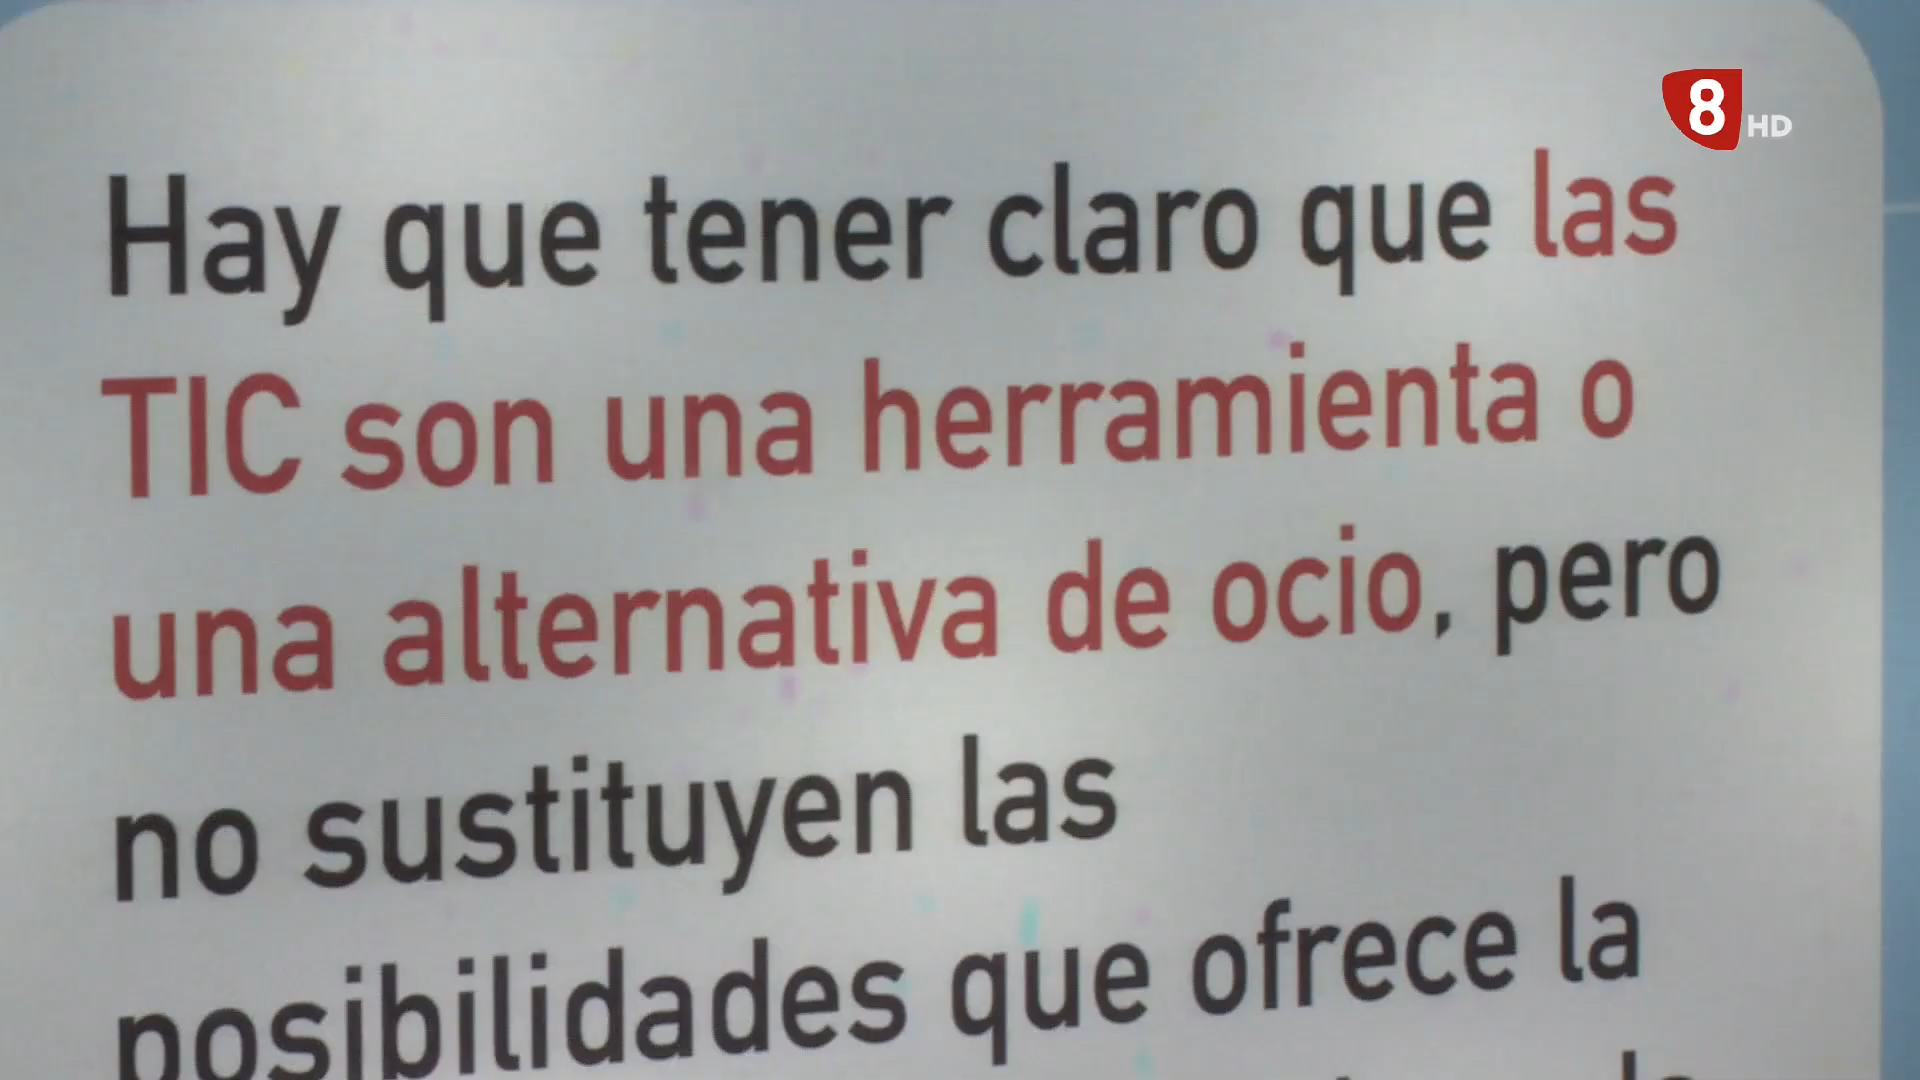 8 HD
Hay que tener claro que las
TIC son una herramienta o
una alternativa de ocio, pero
no sustituyen las
posibilidades que ofrece la